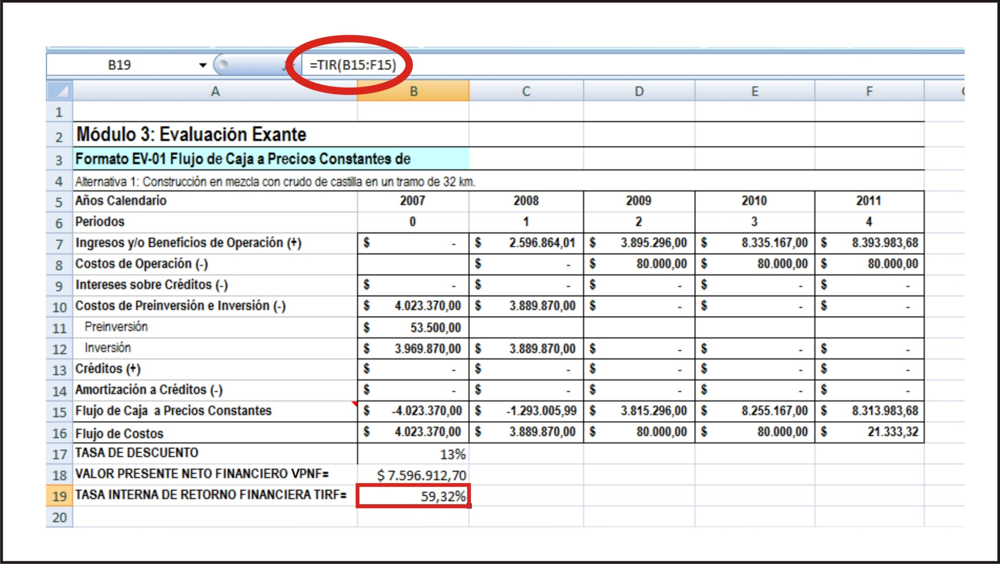 B19 =TIR(B15:F15)
A B C D E F
1
2 Módulo 3: Evaluación Exante
3 Formato EV-01 Flujo de Caja a Precios Constantes de
4 Alternativa 1: Construcción en mezcla con crudo de castilla en un tramo de 32 km.
5 Años Calendario 2007 2008 2009 2010 2011
6 Periodos 0 1 2 3 4
7 Ingresos y/o Beneficios de Operación (+) $ - $ 2.596.864,01 $ 3.895.296,00 $ 8.335.167,00 $ 8.393.983,68
8 Costos de Operación (-) $ - $ 80.000,00 $ 80.000,00 $ 80.000,00
9 Intereses sobre Créditos (-) $ - $ - $ - $ - $ -
10 Costos de Preinversión e Inversión (-) $ 4.023.370,00 $ 3.889.870,00 $ - $ - $ -
11 Preinversión $ 53.500,00
12 Inversión $ 3.969.870,00 $ 3.889.870,00 $ - $ - $ -
13 Créditos (+) $ - $ - $ - $ - $ -
14 Amortización a Créditos (-) $ - $ - $ - $ - $ -
15 Flujo de Caja a Precios Constantes $ -4.023.370,00 $ -1.293.005,99 $ 3.815.296,00 $ 8.255.167,00 $ 8.313.983,68
16 Flujo de Costos $ 4.023.370,00 $ 3.889.870,00 $ 80.000,00 $ 80.000,00 $ 21.333,32
17 TASA DE DESCUENTO 13%
18 VALOR PRESENTE NETO FINANCIERO VPNF= $ 7.596.912,70
19 TASA INTERNA DE RETORNO FINANCIERA TIRF= 59,32%
20